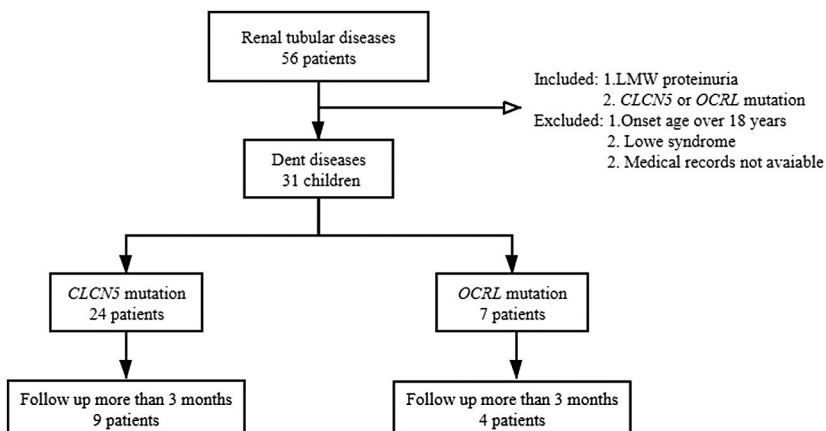 Renal tubular diseases
56 patients
Included: 1.LMW proteinuria
2. CLCN5 or OCRL mutation
Excluded: 1.Onset age over 18 years
2. Lowe syndrome
2. Medical records not avaiable
Dent diseases
31 children
CLCN5 mutation
24 patients
OCRL mutation
7 patients
Follow up more than 3 months
9 patients
Follow up more than 3 months
4 patients